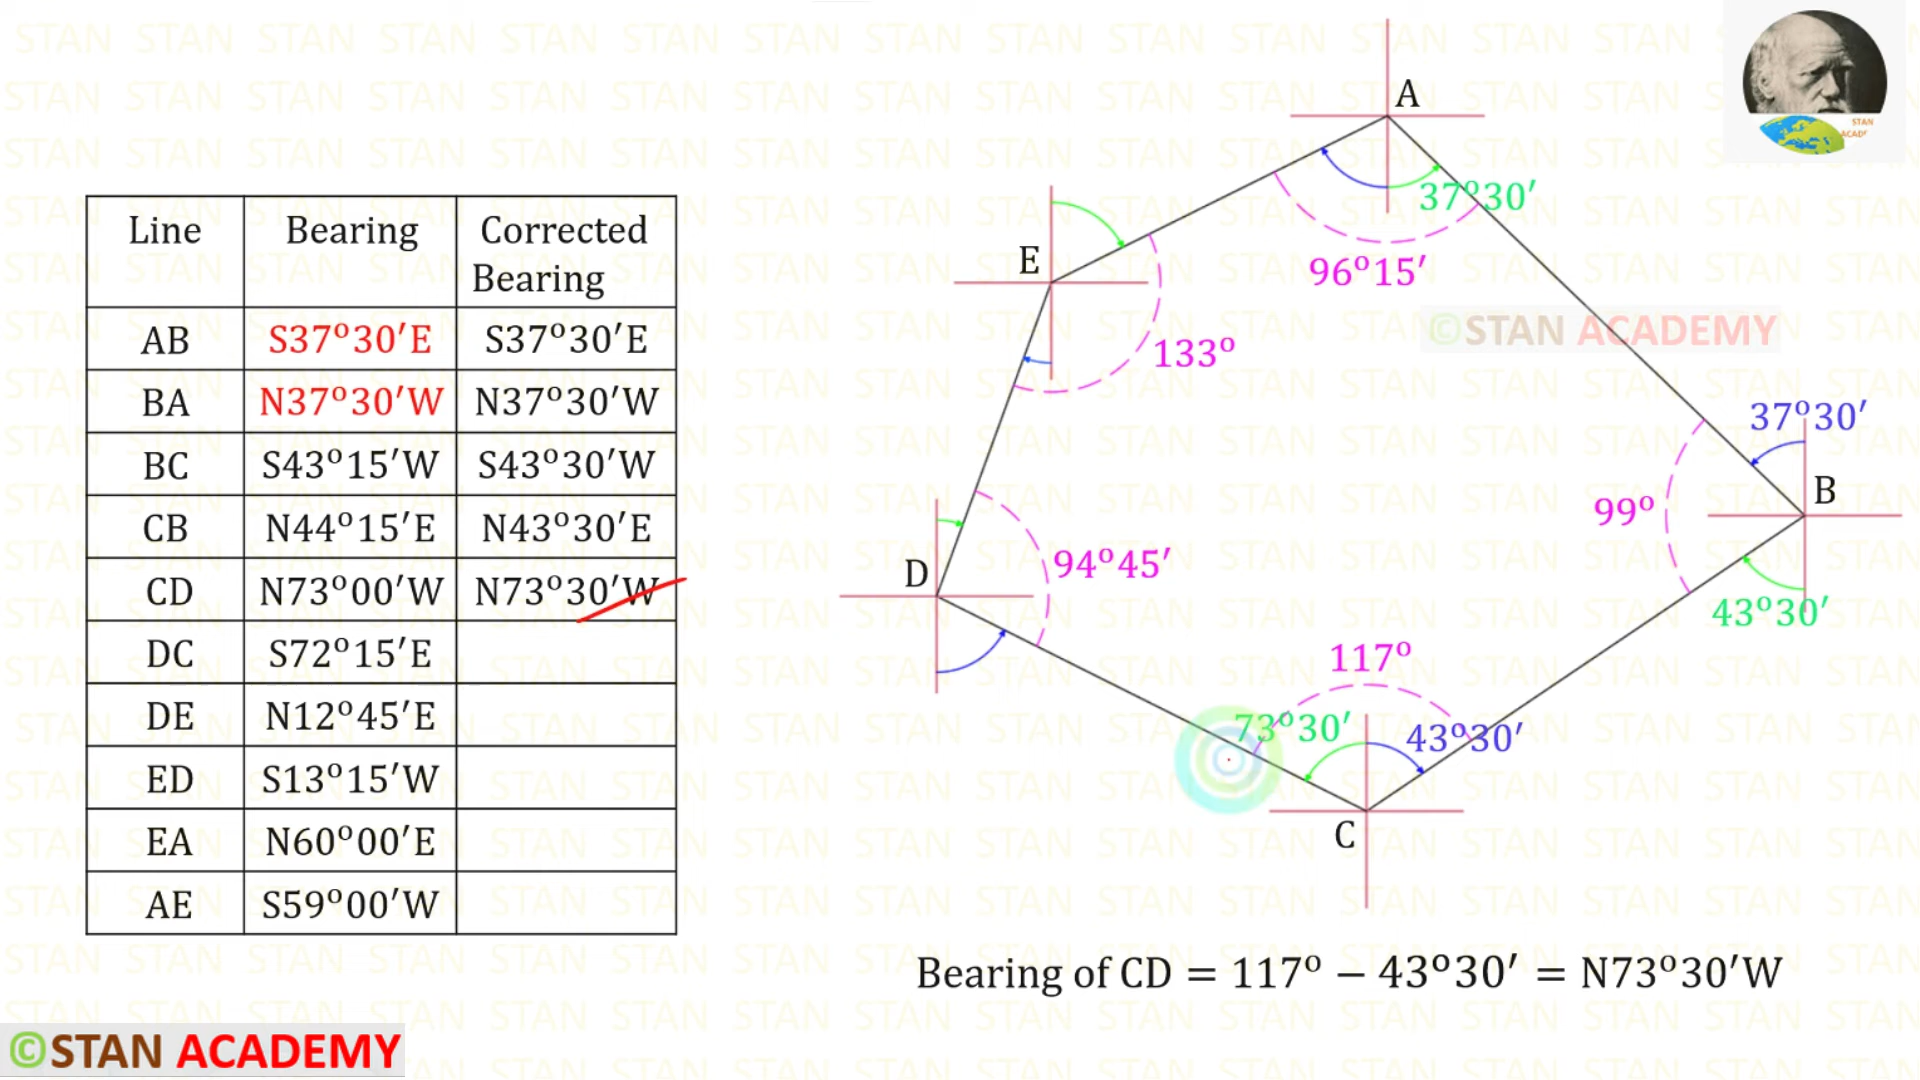 Line Bearing Corrected Bearing
AB S37°30′E S37°30′E
BA N37°30′W N37°30′W
BC S43°15′W S43°30′W
CB N44°15′E N43°30′E
CD N73°00′W N73°30′W
DC S72°15′E
DE N12°45′E
ED S13°15′W
EA N60°00′E
AE S59°00′W
A
37°30′
96°15′
E
133°
©STAN ACADEMY
37°30′
B
99°
43°30′
D
94°45′
117°
73°30′
43°30′
C
Bearing of CD = 117° − 43°30′ = N73°30′W
©STAN ACADEMY
STAN